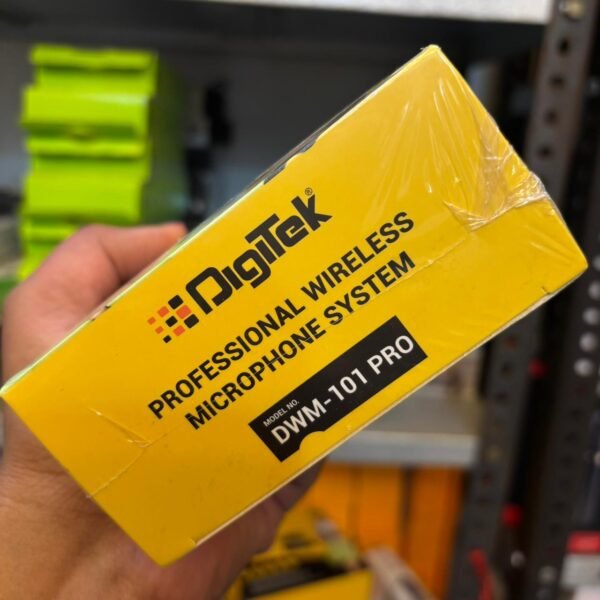 DigiTek®
PROFESSIONAL WIRELESS
MICROPHONE SYSTEM
MODEL NO.
DWM-101 PRO